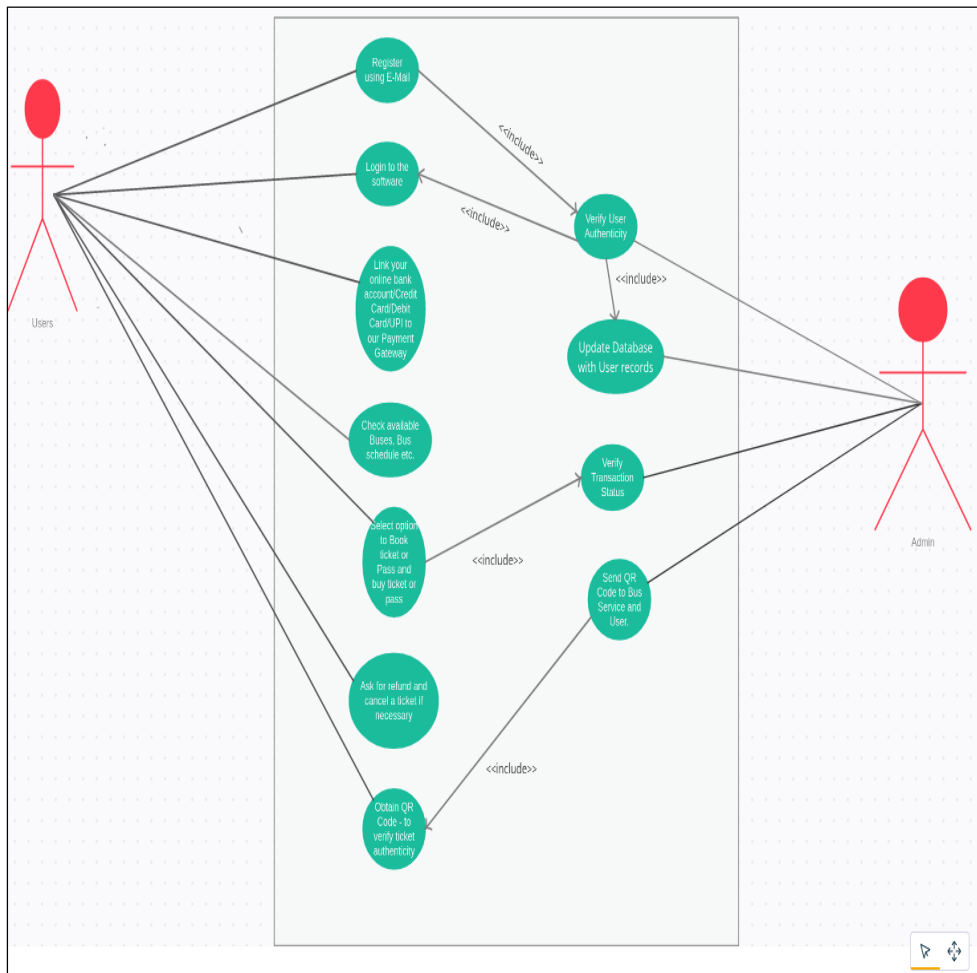 Register
using E-Mail
<<include>>
Login to the
software
<<include>>
Verify User
Authenticity
<<include>>
Link your
online bank
account/Credit
Card/Debit
Card/UPI to
our Payment
Gateway
Users
Update Database
with User records
Check available
Buses, Bus
schedule etc.
Verify
Transaction
Status
Select option
to Book
ticket or
Pass and
buy ticket or
pass
<<include>>
Admin
Send QR
Code to Bus
Service and
User.
Ask for refund and
cancel a ticket if
necessary
<<include>>
Obtain QR
Code - to
verify ticket
authenticity